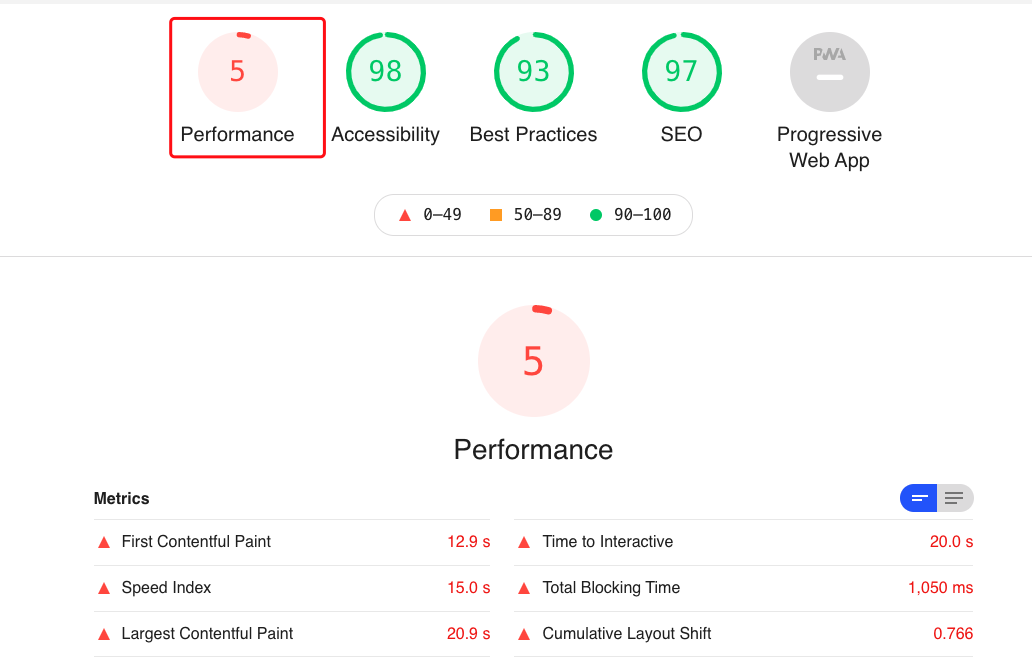 5 98 93 97 PWA
Performance Accessibility Best Practices SEO Progressive
Web App
0–49 50–89 90–100
5
Performance
Metrics
First Contentful Paint 12.9 s
Time to Interactive 20.0 s
Speed Index 15.0 s
Total Blocking Time 1,050 ms
Largest Contentful Paint 20.9 s
Cumulative Layout Shift 0.766